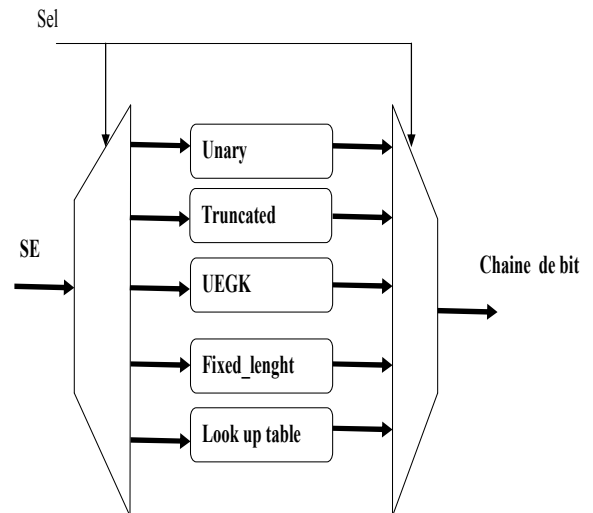 Sel
Unary
Truncated
SE
UEGK
Chaine de bit
Fixed_lenght
Look up table